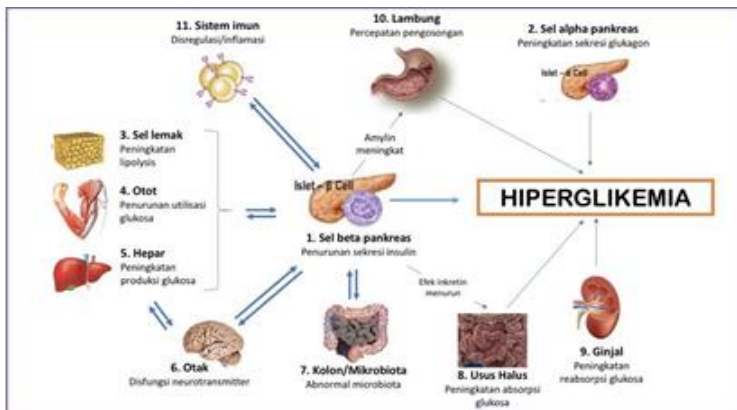 11. Sistem imun
Disregulasi/inflamasi
10. Lambung
Percepatan pengosongan
2. Sel alpha pankreas
Peningkatan sekresi glukagon
Islet – α Cell
3. Sel lemak
Peningkatan
lipolysis
4. Otot
Penurunan utilisasi
glukosa
5. Hepar
Peningkatan
produksi glukosa
Amylin
meningkat
Islet – β Cell
1. Sel beta pankreas
Penurunan sekresi insulin
HIPERGLIKEMIA
Efek inkretin
menurun
6. Otak
Disfungsi neurotransmitter
7. Kolon/Mikrobiota
Abnormal microbiota
8. Usus Halus
Peningkatan absorpsi
glukosa
9. Ginjal
Peningkatan
reabsorpsi glukosa